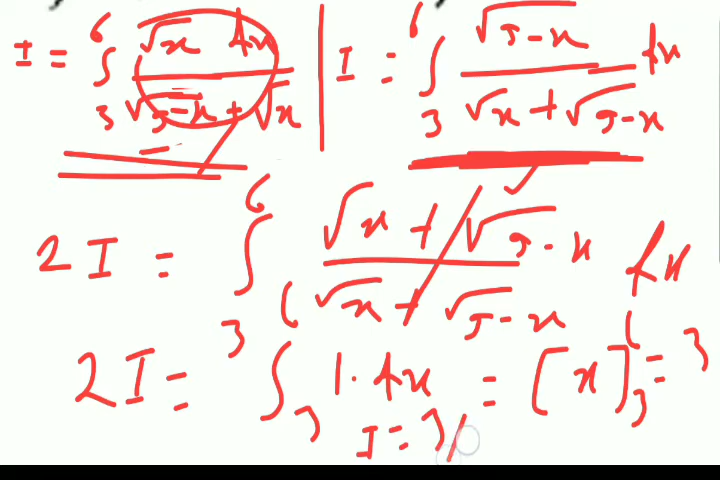 I = ∫₃⁶ √x dx / (√9-x + √x) | I = ∫₃⁶ √9-x / (√x + √9-x) dx
2I = ∫₃⁶ (√x + √9-x) / (√x + √9-x) dx
2I = ∫₃⁶ 1. dx = [x]₃⁶ = 3
I = 3/